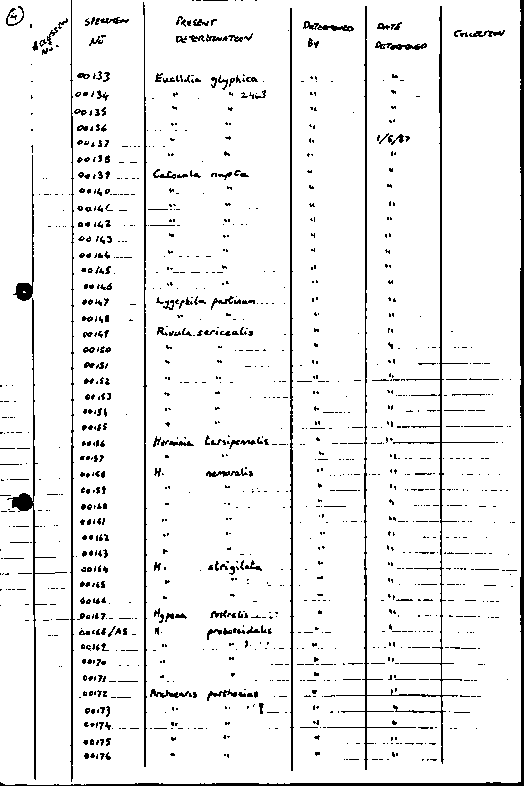 4
ACCESSION No. SPECIMEN No PRESENT DETERMINATION DETERMINED BY DATE DETERMINED COLLECTION
00133 Euclidia glyphica " "
00134 " " 2463 " "
00135 " " " "
00136 " " " "
00137 " " " 1/6/87
00138 " " " "
00139 Catocala nupta " "
00140 " " " "
00141 " " " "
00142 " " " "
00143 " " " "
00144 " " " "
00145 " " " "
00146 " " " "
00147 Lygephila pastinum " "
00148 " " " "
00149 Rivula sericealis " "
00150 " " " "
00151 " " " "
00152 " " " "
00153 " " " "
00154 " " " "
00155 " " " "
00156 Herminia tarsipennalis " "
00157 " " " "
00158 H. nemoralis " "
00159 " " " "
00160 " " " "
00161 " " " "
00162 " " " "
00163 " " " "
00164 H. strigilata " "
00165 " " " "
00166 " " " "
00167 Hypena rostralis " "
00168/AS H. proboscidalis " "
00169 " " " "
00170 " " " "
00171 " " " "
00172 Archiearis parthenias " "
00173 " " " "
00174 " " " "
00175 " " " "
00176 " " " "